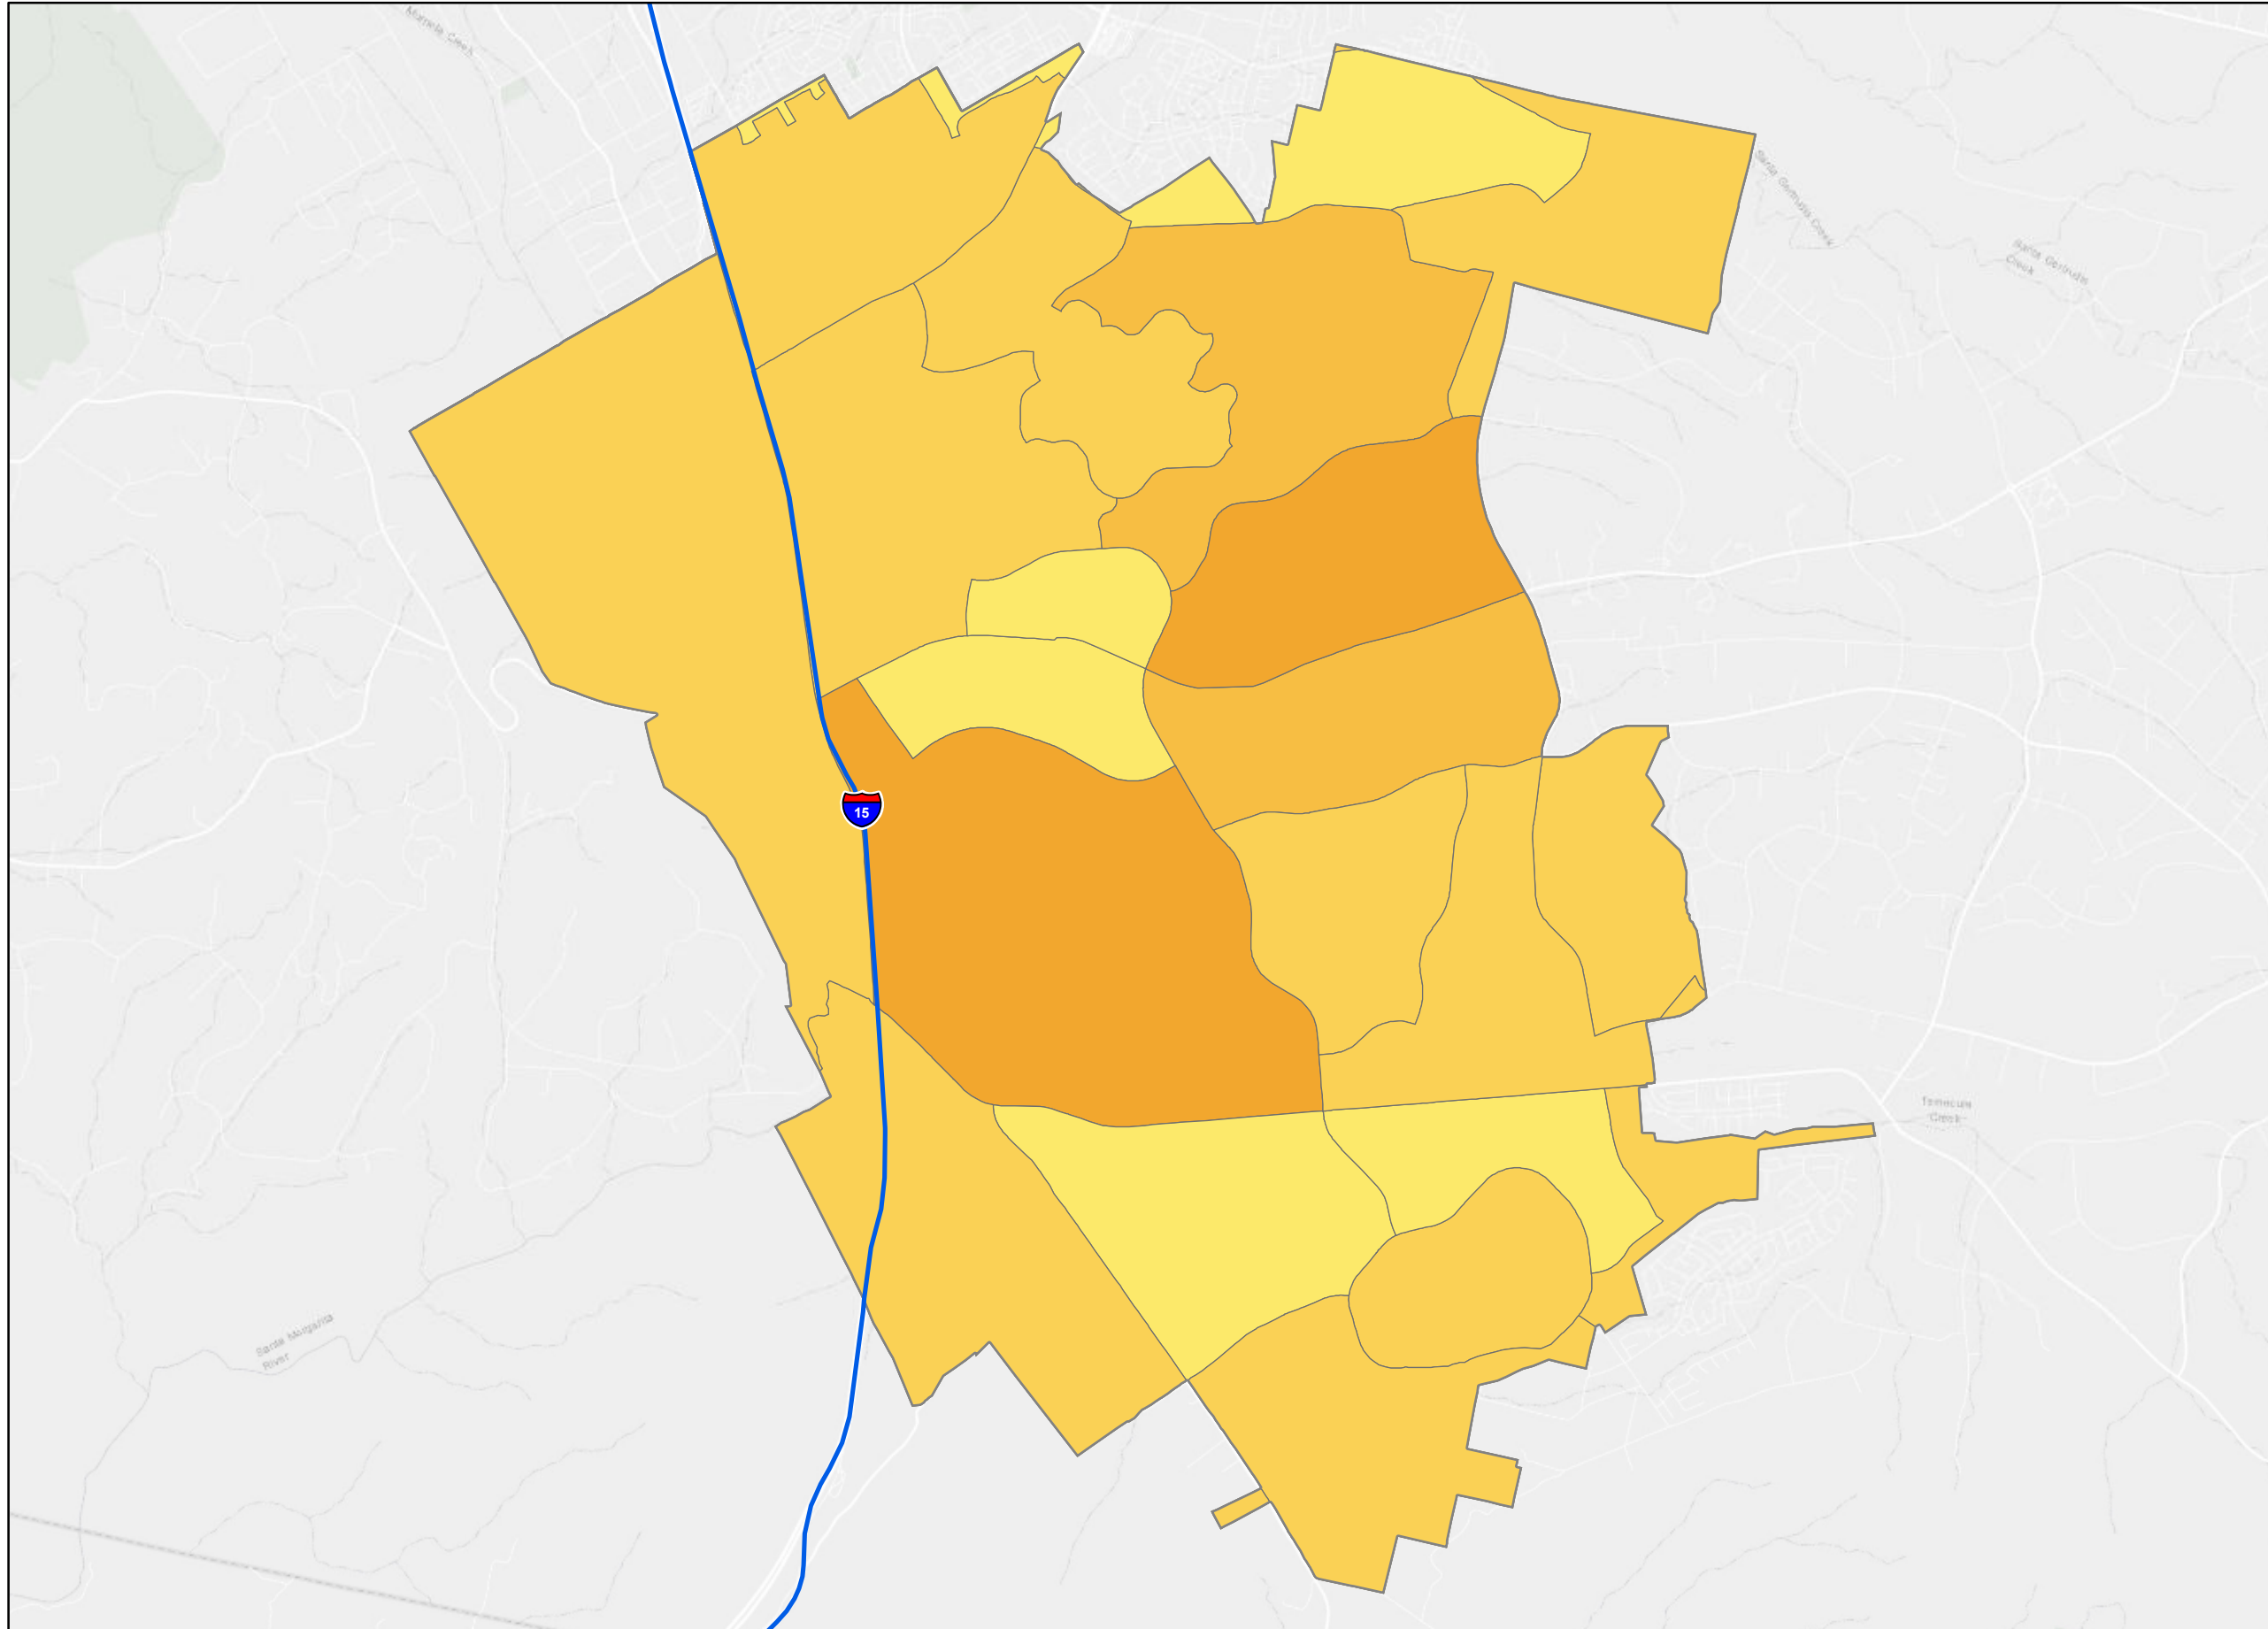 Murrieta Creek
Santa Gertrudis Creek
Santa Gertrudis
Creek
15
Temecula
Creek
Santa Margarita
River